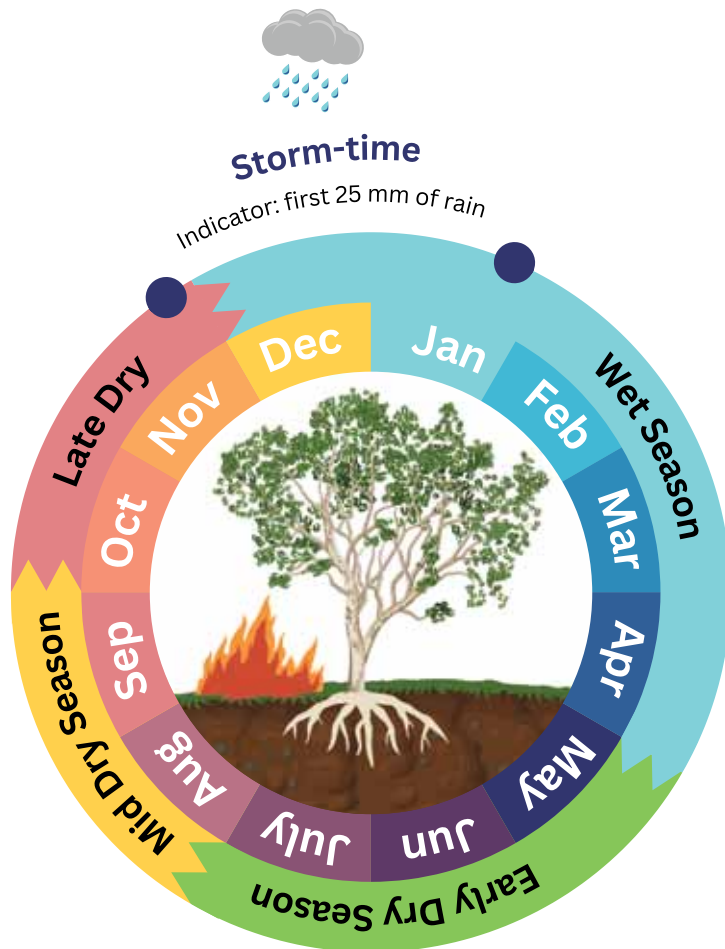 Storm-time
Indicator: first 25 mm of rain
Jan
Feb
Mar
Apr
May
Jun
July
Aug
Sep
Oct
Nov
Dec
Wet Season
Early Dry Season
Mid Dry Season
Late Dry